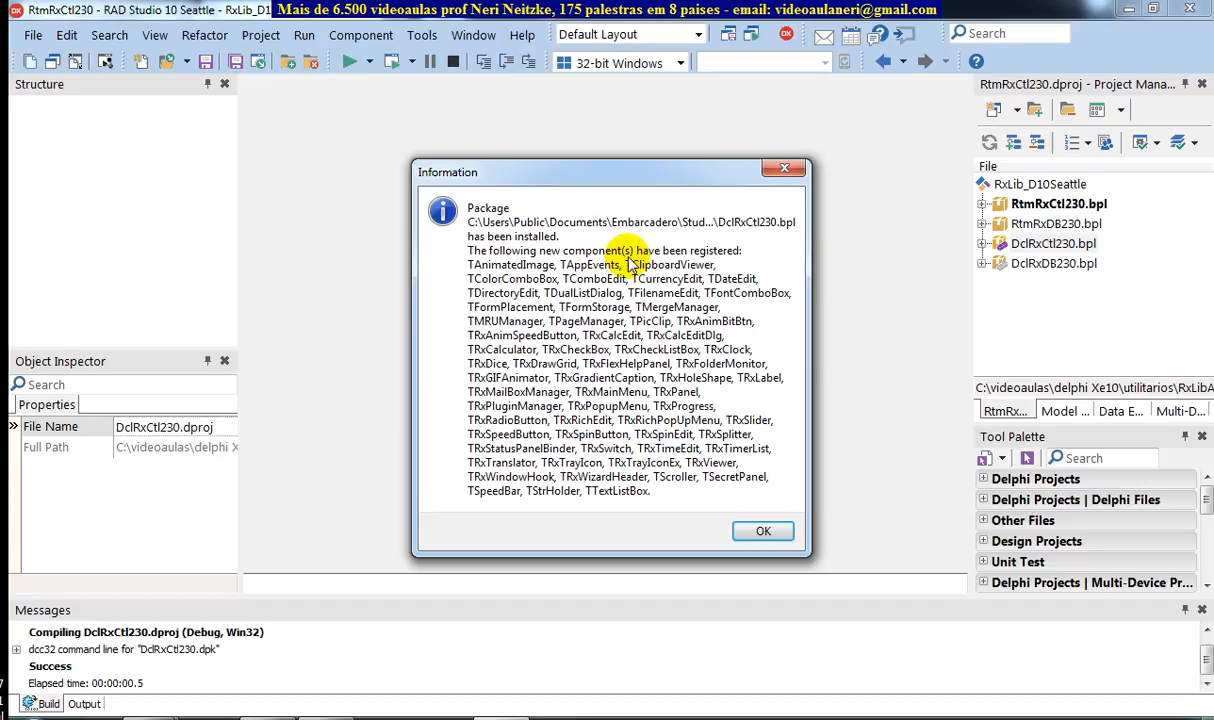 RtmRxCtl230 - RAD Studio 10 Seattle - RxLib_D1
Mais de 6.500 videoaulas prof Neri Neitzke, 175 palestras em 8 paises - email: videoaulaneri@gmail.com
File Edit Search View Refactor Project Run Component Tools Window Help
Default Layout
Search
32-bit Windows
Structure
RtmRxCtl230.dproj - Project Mana...
File
RxLib_D10Seattle
RtmRxCtl230.bpl
RtmRxDB230.bpl
DclRxCtl230.bpl
DclRxDB230.bpl
Information
Package
C:\Users\Public\Documents\Embarcadero\Stud...\DclRxCtl230.bpl
has been installed.
The following new component(s) have been registered:
TAnimatedImage, TAppEvents, TClipboardViewer,
TColorComboBox, TComboEdit, TCurrencyEdit, TDateEdit,
TDirectoryEdit, TDualListDialog, TFilenameEdit, TFontComboBox,
TFormPlacement, TFormStorage, TMergeManager,
TMRUManager, TPageManager, TPicClip, TRxAnimBitBtn,
TRxAnimSpeedButton, TRxCalcEdit, TRxCalcEditDlg,
TRxCalculator, TRxCheckBox, TRxCheckListBox, TRxClock,
TRxDice, TRxDrawGrid, TRxFlexHelpPanel, TRxFolderMonitor,
TRxGIFAnimator, TRxGradientCaption, TRxHoleShape, TRxLabel,
TRxMailBoxManager, TRxMainMenu, TRxPanel,
TRxPluginManager, TRxPopupMenu, TRxProgress,
TRxRadioButton, TRxRichEdit, TRxRichPopUpMenu, TRxSlider,
TRxSpeedButton, TRxSpinButton, TRxSpinEdit, TRxSplitter,
TRxStatusPanelBinder, TRxSwitch, TRxTimeEdit, TRxTimerList,
TRxTranslator, TRxTrayIcon, TRxTrayIconEx, TRxViewer,
TRxWindowHook, TRxWizardHeader, TScroller, TSecretPanel,
TSpeedBar, TStrHolder, TTextListBox.
OK
Object Inspector
Search
Properties
File Name DclRxCtl230.dproj
Full Path C:\videoaulas\delphi X
C:\videoaulas\delphi Xe10\utilitarios\RxLibA
RtmRx... Model ... Data E... Multi-D...
Tool Palette
Search
Delphi Projects
Delphi Projects | Delphi Files
Other Files
Design Projects
Unit Test
Delphi Projects | Multi-Device Pr...
Messages
Compiling DclRxCtl230.dproj (Debug, Win32)
dcc32 command line for "DclRxCtl230.dpk"
Success
Elapsed time: 00:00:00.5
Build Output